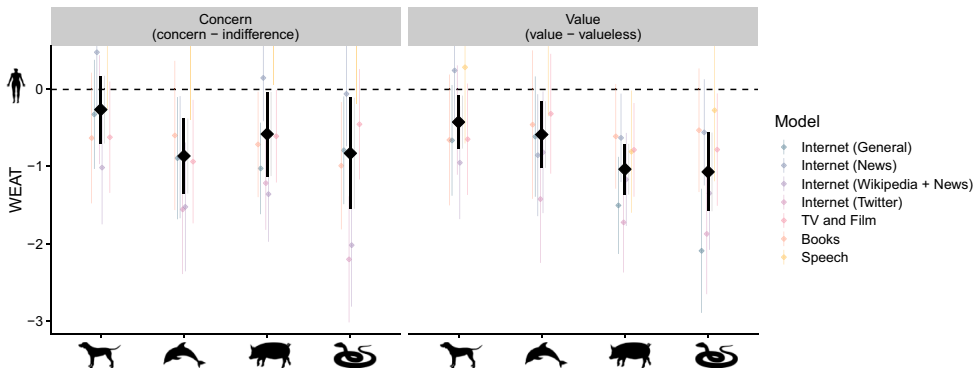 Concern
(concern − indifference)
Value
(value − valueless)
WEAT
0
−1
−2
−3
Model
Internet (General)
Internet (News)
Internet (Wikipedia + News)
Internet (Twitter)
TV and Film
Books
Speech